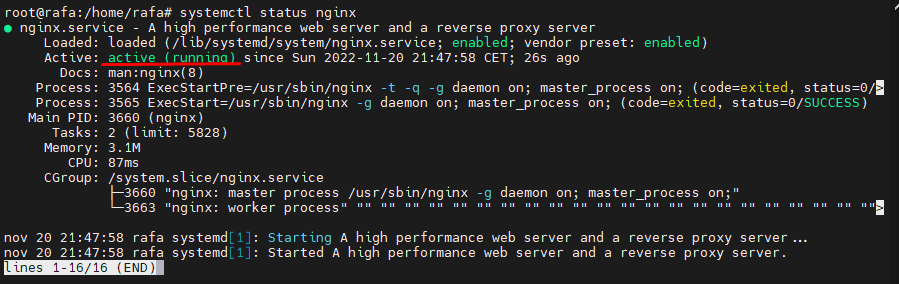 root@rafa:/home/rafa# systemctl status nginx
● nginx.service - A high performance web server and a reverse proxy server
Loaded: loaded (/lib/systemd/system/nginx.service; enabled; vendor preset: enabled)
Active: active (running) since Sun 2022-11-20 21:47:58 CET; 26s ago
Docs: man:nginx(8)
Process: 3564 ExecStartPre=/usr/sbin/nginx -t -q -g daemon on; master_process on; (code=exited, status=0/>
Process: 3565 ExecStart=/usr/sbin/nginx -g daemon on; master_process on; (code=exited, status=0/SUCCESS)
Main PID: 3660 (nginx)
Tasks: 2 (limit: 5828)
Memory: 3.1M
CPU: 87ms
CGroup: /system.slice/nginx.service
├─3660 "nginx: master process /usr/sbin/nginx -g daemon on; master_process on;"
└─3663 "nginx: worker process" "" "" "" "" "" "" "" "" "" "" "" "" "" "" "" "" "" "" "" "" "" "">
nov 20 21:47:58 rafa systemd[1]: Starting A high performance web server and a reverse proxy server...
nov 20 21:47:58 rafa systemd[1]: Started A high performance web server and a reverse proxy server.
lines 1-16/16 (END)